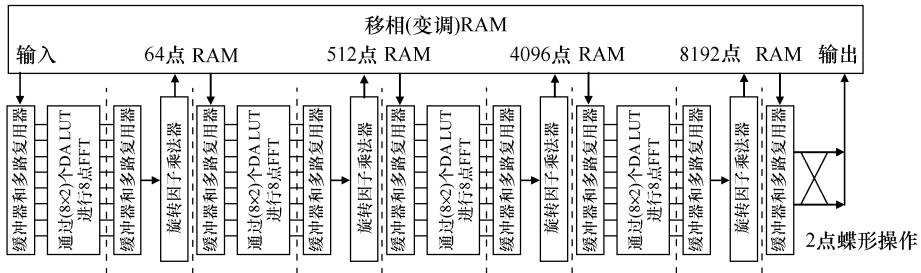 移相(变调)RAM
输入
64点 RAM
512点 RAM
4096点 RAM
8192点 RAM
输出
缓冲器和多路复用器
通过(8×2)个DALUT
进行8点FFT
缓冲器和多路复用器
旋转因子乘法器
缓冲器和多路复用器
通过(8×2)个DALUT
进行8点FFT
缓冲器和多路复用器
旋转因子乘法器
缓冲器和多路复用器
通过(8×2)个DALUT
进行8点FFT
缓冲器和多路复用器
旋转因子乘法器
缓冲器和多路复用器
通过(8×2)个DALUT
进行8点FFT
缓冲器和多路复用器
旋转因子乘法器
缓冲器和多路复用器
2点蝶形操作